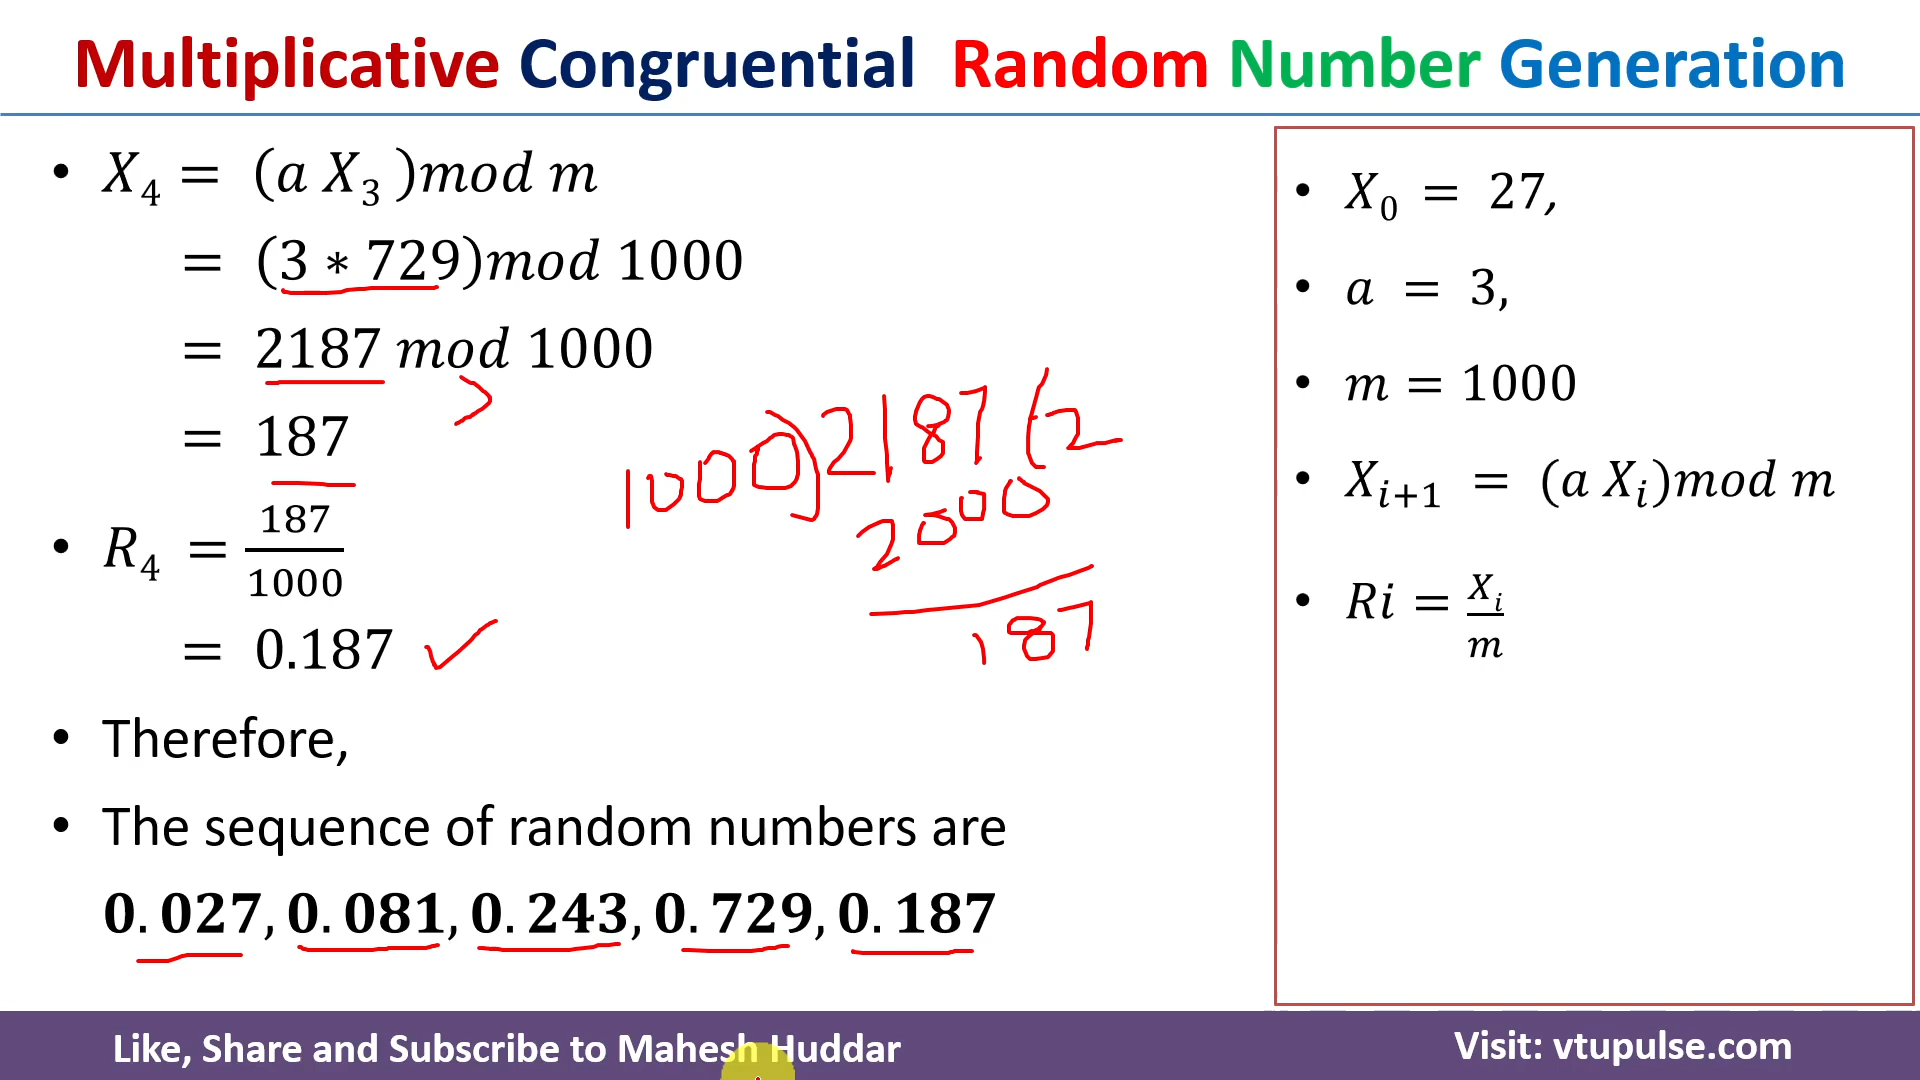 Multiplicative Congruential Random Number Generation
• X₄ = (a X₃ )mod m
= (3 * 729)mod 1000
= 2187 mod 1000
= 187
• R₄ = 187/1000
= 0.187
• Therefore,
• The sequence of random numbers are
0.027, 0.081, 0.243, 0.729, 0.187
1000)2187(2
2000
187
• X₀ = 27,
• a = 3,
• m = 1000
• Xᵢ₊₁ = (a Xᵢ)mod m
• Ri = Xᵢ/m
Like, Share and Subscribe to Mahesh Huddar
Visit: vtupulse.com